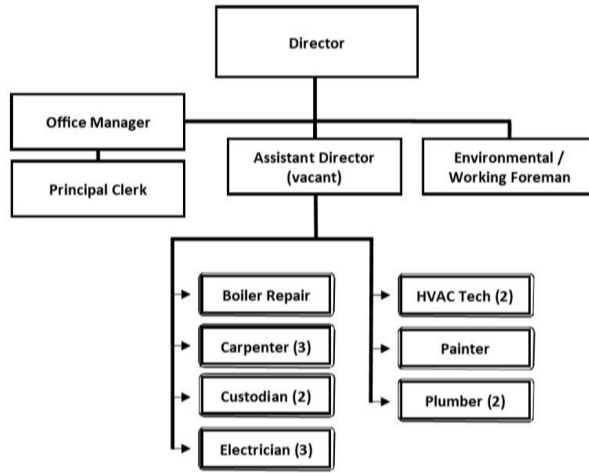 Director
Office Manager
Principal Clerk
Assistant Director
(vacant)
Environmental /
Working Foreman
Boiler Repair
Carpenter (3)
Custodian (2)
Electrician (3)
HVAC Tech (2)
Painter
Plumber (2)